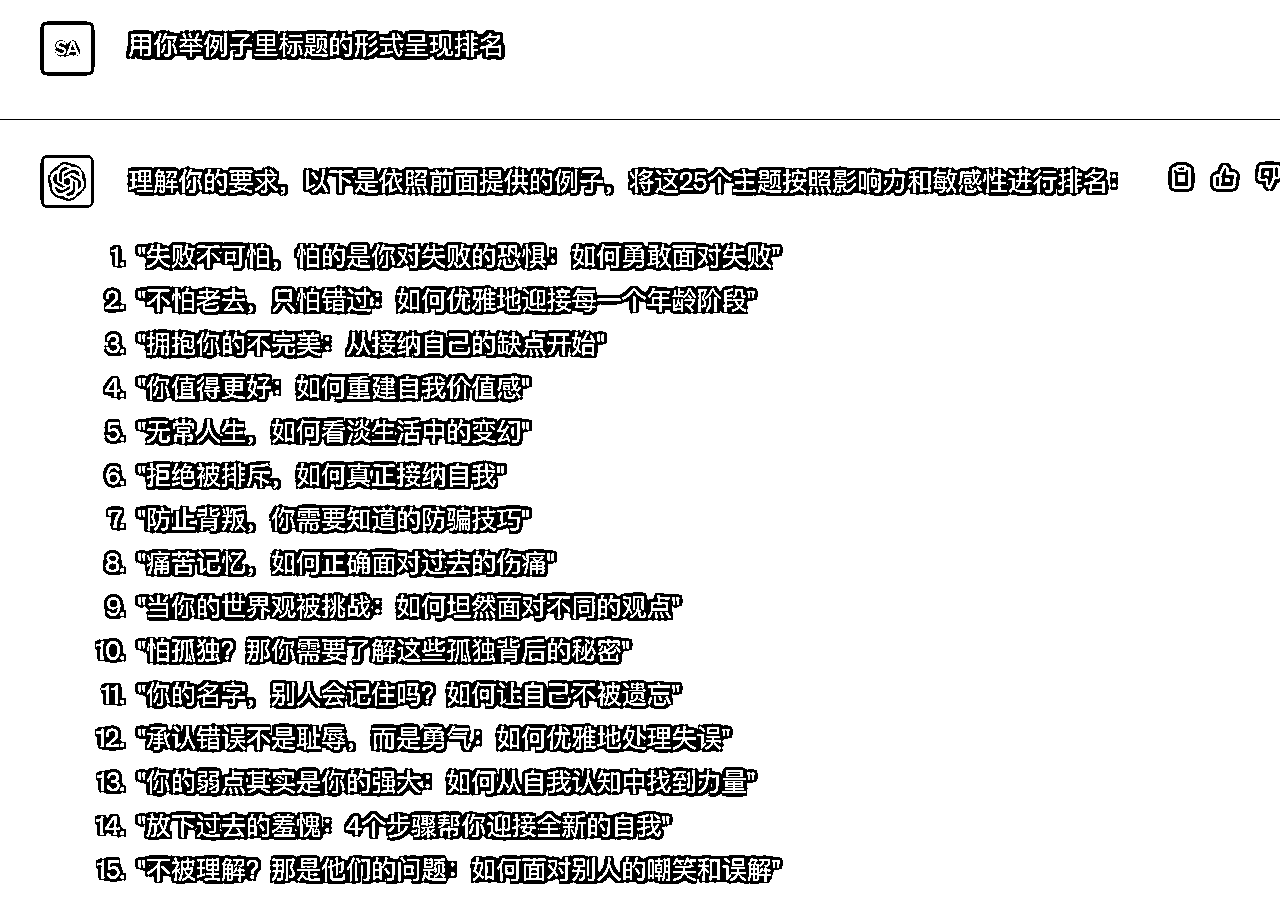 SA
用你举例子里标题的形式呈现排名
理解你的要求，以下是依照前面提供的例子，将这25个主题按照影响力和敏感性进行排名：
1. "失败不可怕，怕的是你对失败的恐惧：如何勇敢面对失败"
2. "不怕老去，只怕错过：如何优雅地迎接每一个年龄阶段"
3. "拥抱你的不完美：从接纳自己的缺点开始"
4. "你值得更好：如何重建自我价值感"
5. "无常人生，如何看淡生活中的变幻"
6. "拒绝被排斥，如何真正接纳自我"
7. "防止背叛，你需要知道的防骗技巧"
8. "痛苦记忆，如何正确面对过去的伤痛"
9. "当你的世界观被挑战：如何坦然面对不同的观点"
10. "怕孤独？那你需要了解这些孤独背后的秘密"
11. "你的名字，别人会记住吗？如何让自己不被遗忘"
12. "承认错误不是耻辱，而是勇气：如何优雅地处理失误"
13. "你的弱点其实是你的强大：如何从自我认知中找到力量"
14. "放下过去的羞愧：4个步骤帮你迎接全新的自我"
15. "不被理解？那是他们的问题：如何面对别人的嘲笑和误解"